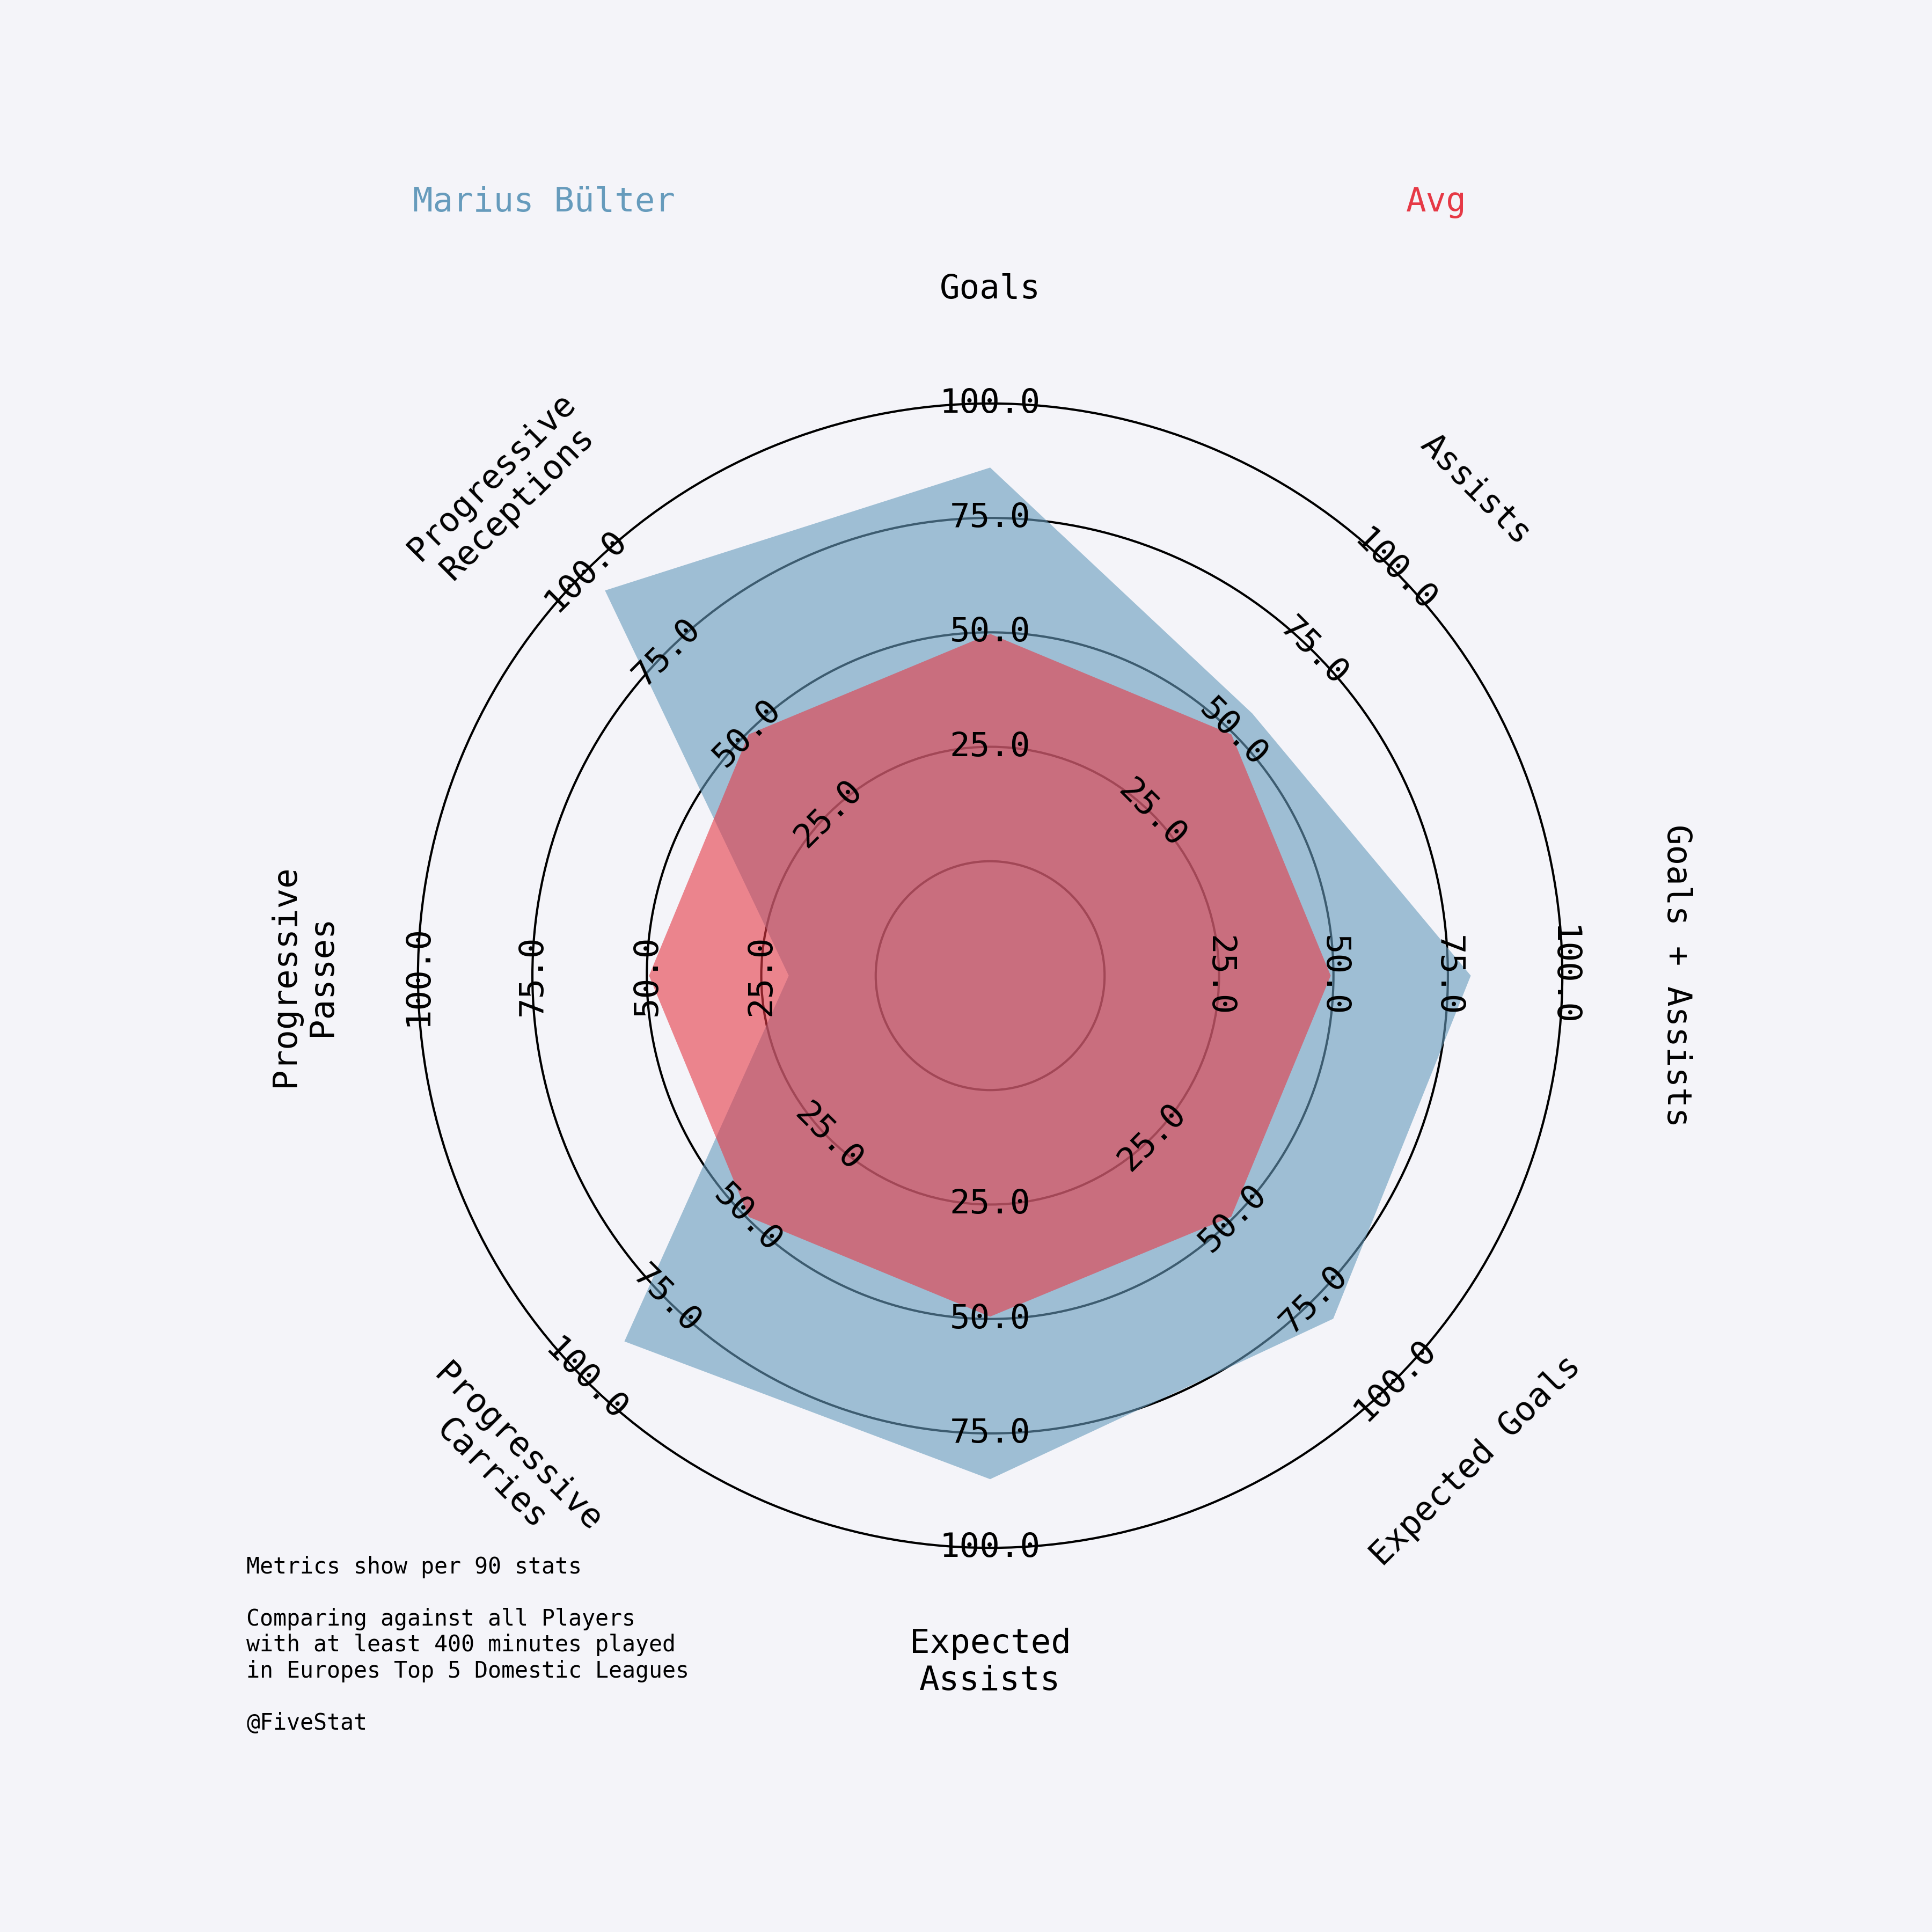 Marius Bülter
Avg
Goals
Assists
Goals + Assists
Expected Goals
Expected
Assists
Progressive
Carries
Progressive
Passes
Progressive
Receptions
100.0
75.0
50.0
25.0
100.0
75.0
50.0
25.0
100.0
75.0
50.0
25.0
100.0
75.0
50.0
25.0
100.0
75.0
50.0
25.0
100.0
75.0
50.0
25.0
100.0
75.0
50.0
25.0
100.0
75.0
50.0
25.0
Metrics show per 90 stats
Comparing against all Players
with at least 400 minutes played
in Europes Top 5 Domestic Leagues
@FiveStat